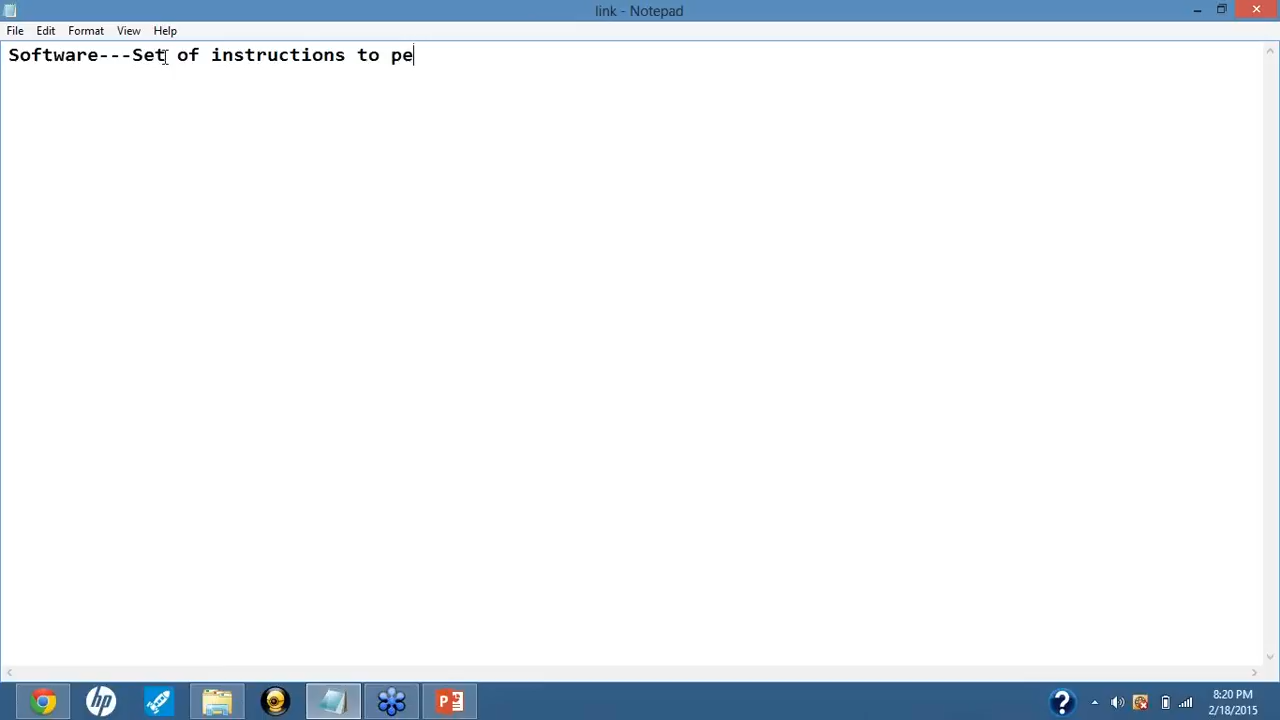 link - Notepad
File Edit Format View Help
Software---Set of instructions to pe
hp
P
?
8:20 PM
2/18/2015